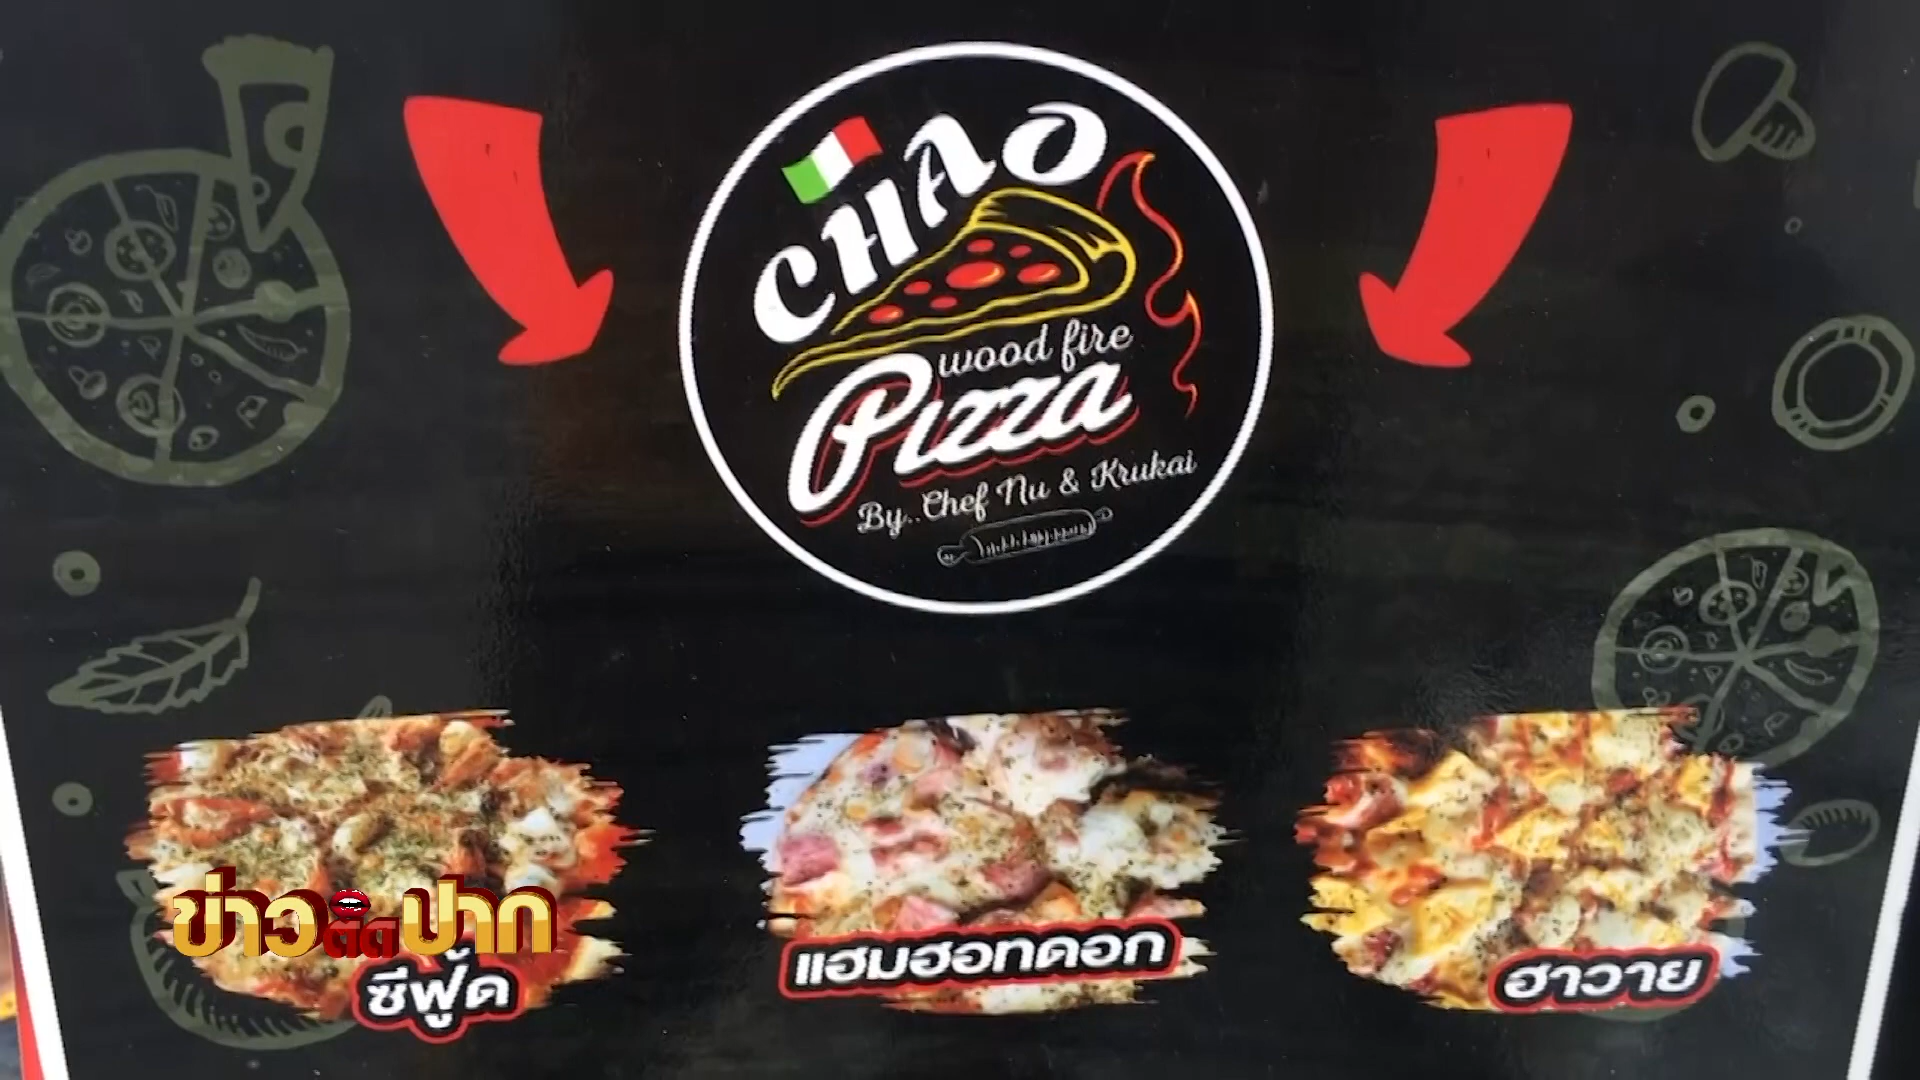 CHAO
wood fire
Pizza
By.. Chef Nu & Krukai
ข่าวติดปาก
ซีฟู้ด
แฮมฮอทดอก
ฮาวาย